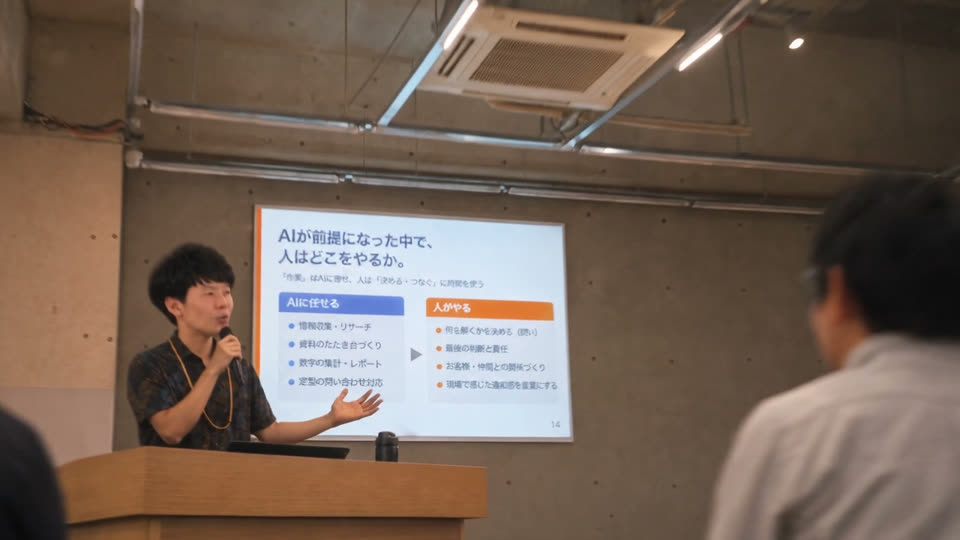 AIが前提になった中で、
人はどこをやるか。
「作業」はAIに寄せ、人は「決める・つなぐ」に時間を使う
AIに任せる
情報収集・リサーチ
資料のたたき台づくり
数字の集計・レポート
定型の問い合わせ対応
人がやる
何を解くかを決める（問い）
最後の判断と責任
お客様・仲間との関係づくり
現場で感じた違和感を言葉にする
14